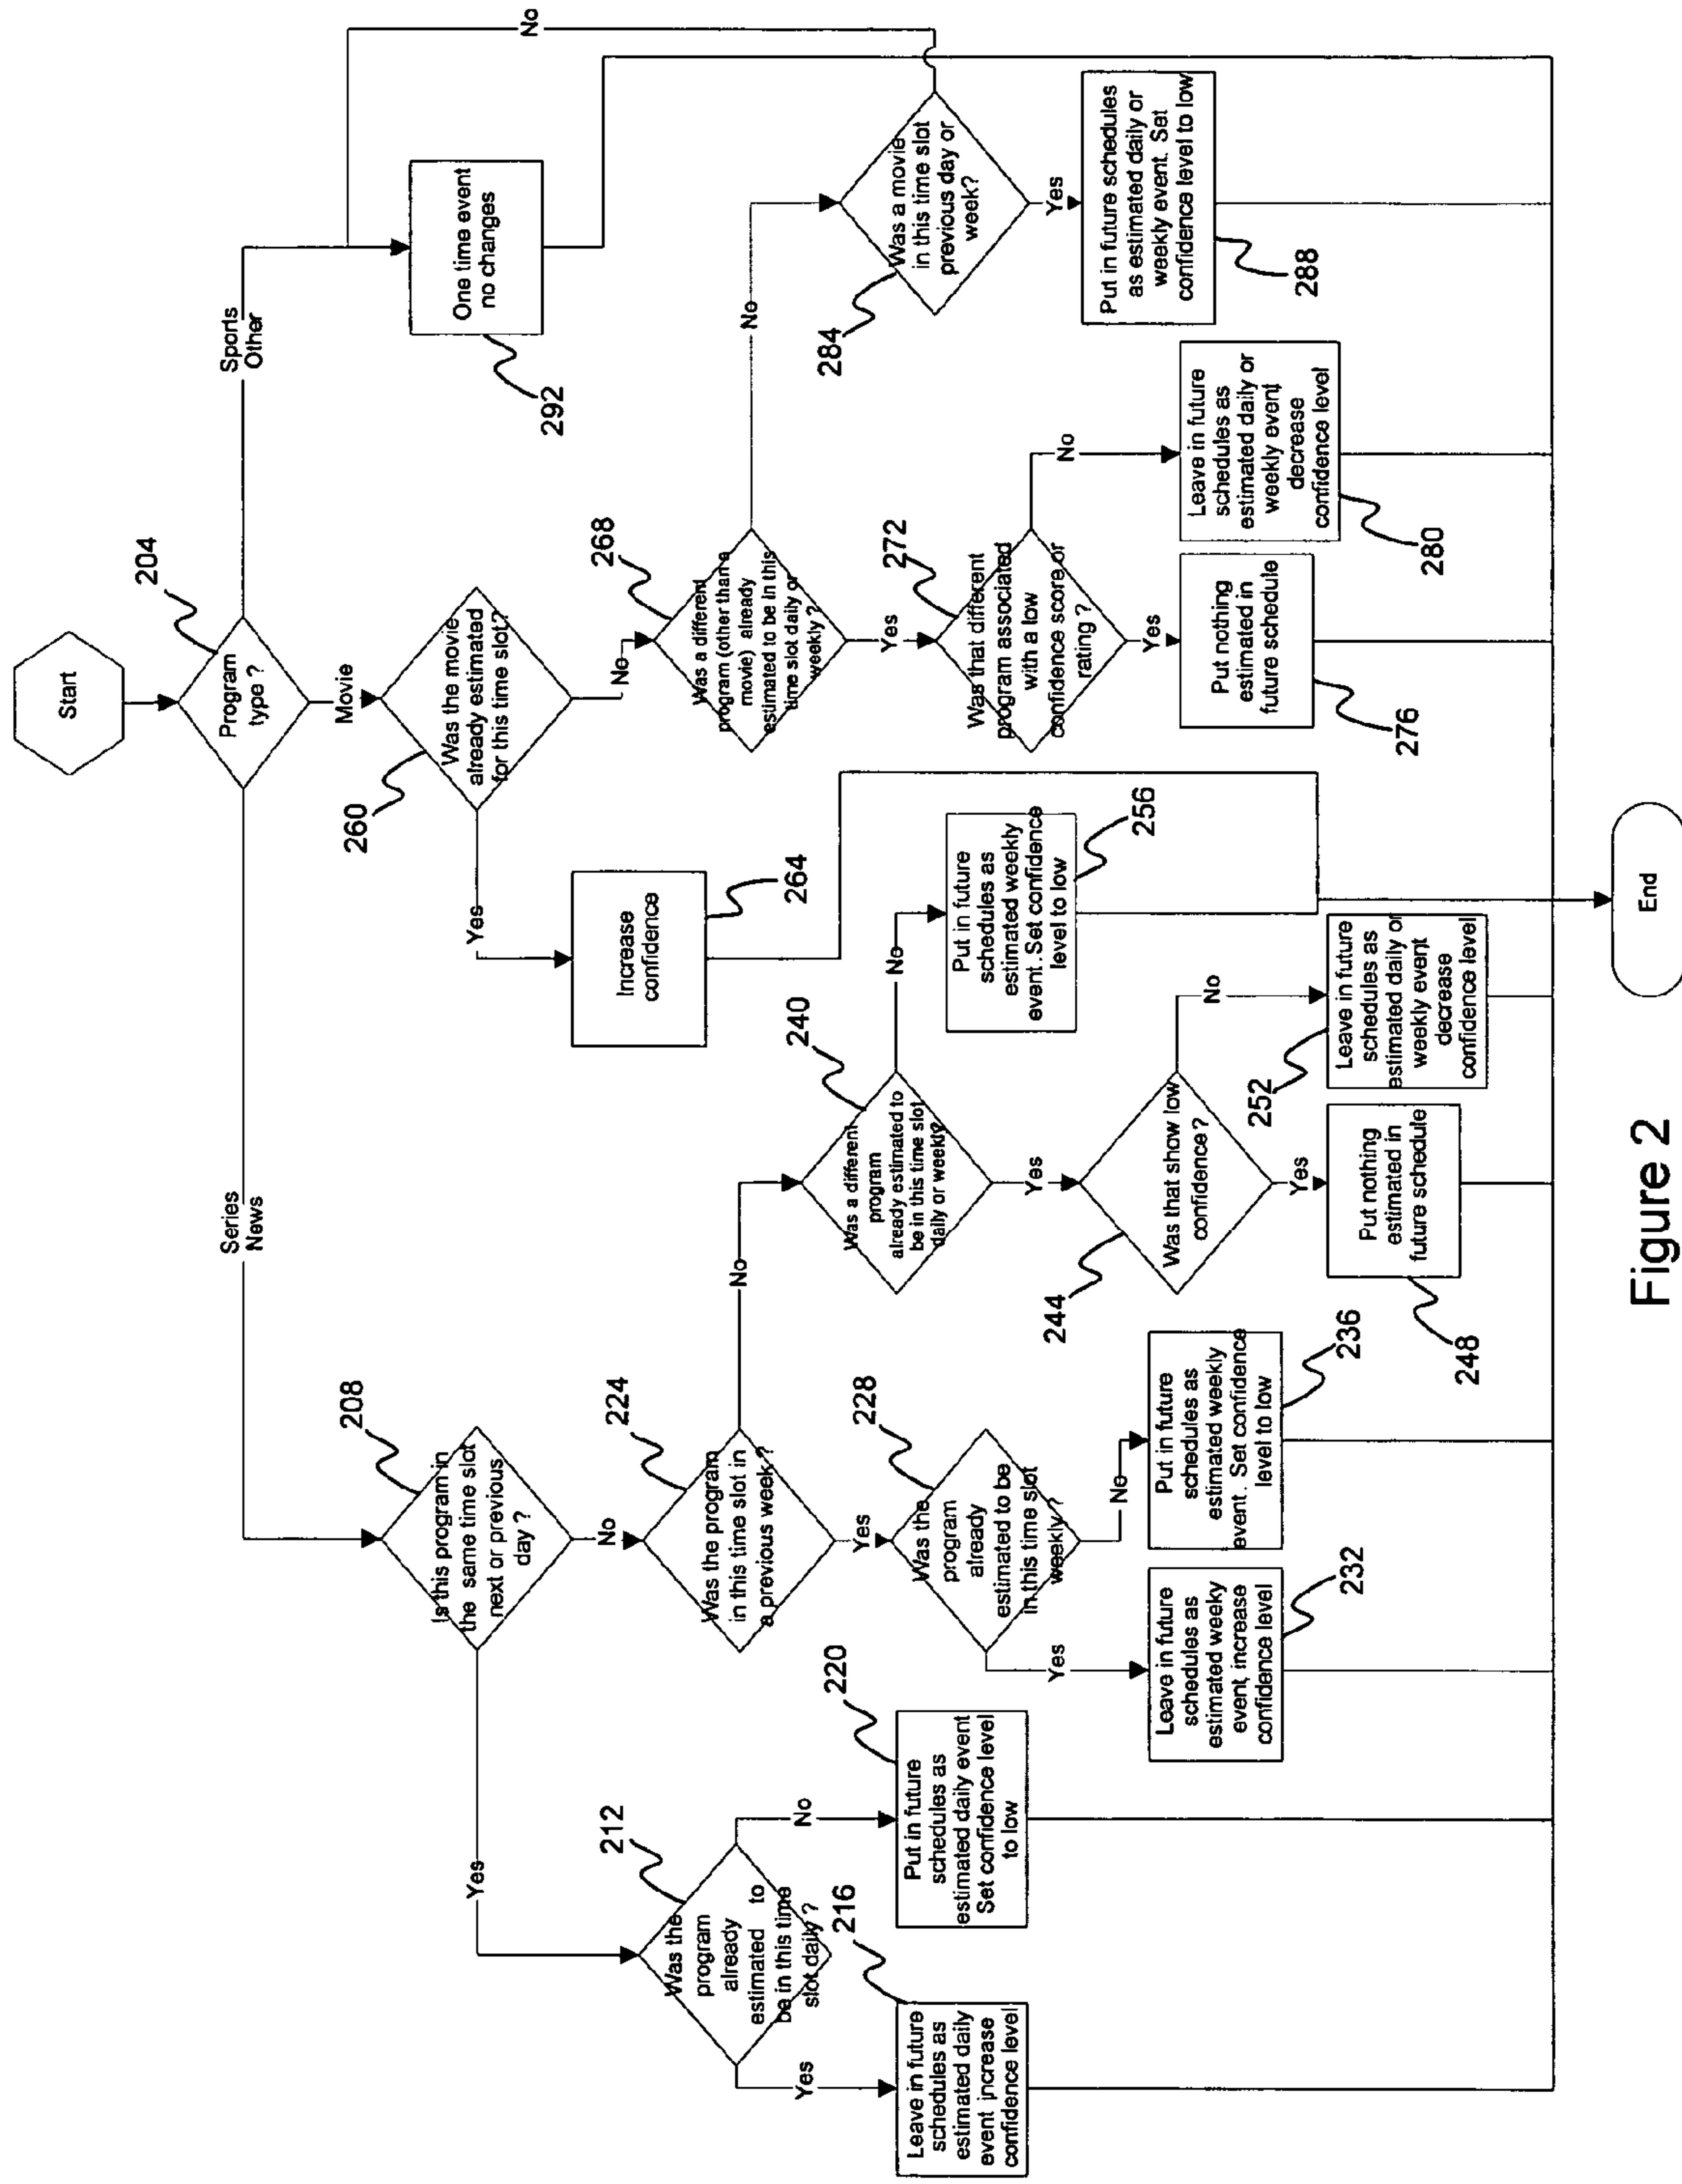 Start
204
Program
type ?
Series
News
Movie
Sports
Other
208
Is this program in
the same time slot
next or previous
day ?
260
Was the movie
already estimated
for this time slot?
292
One time event
no changes
No
Yes
No
Yes
No
212
Was the
program
already
estimated to
be in this time
slot daily ?
224
Was the program
in this time slot in
a previous week ?
264
Increase
confidence
268
Was a different
program (other than a
movie) already
estimated to be in this
time slot daily or
weekly ?
Yes
No
Yes
No
Yes
No
216
Leave in future
schedules as
estimated daily
event increase
confidence level
220
Put in future
schedules as
estimated daily event
Set confidence level
to low
228
Was the
program
already
estimated to be
in this time slot
weekly ?
240
Was a different
program
already estimated to
be in this time slot
daily or weekly?
272
Was that different
program associated
with a low
confidence score or
rating ?
284
Was a movie
in this time slot
previous day or
week?
Yes
No
Yes
No
Yes
No
Yes
232
Leave in future
schedules as
estimated weeky
event, increase
confidence level
236
Put in future
schedules as
estimated weekly
event. Set confidence
level to low
244
Was that show low
confidence?
256
Put in future
schedules as
estimated weekly
event. Set confidence
level to low
276
Put nothing
estimated in
future schedule
280
Leave in future
schedules as
estimated daily or
weekly event
decrease
confidence level
288
Put in future schedules
as estimated daily or
weekly event. Set
confidence level to low
Yes
No
248
Put nothing
estimated in
future schedule
252
Leave in future
schedules as
estimated daily or
weekly event
decrease
confidence level
End
Figure 2